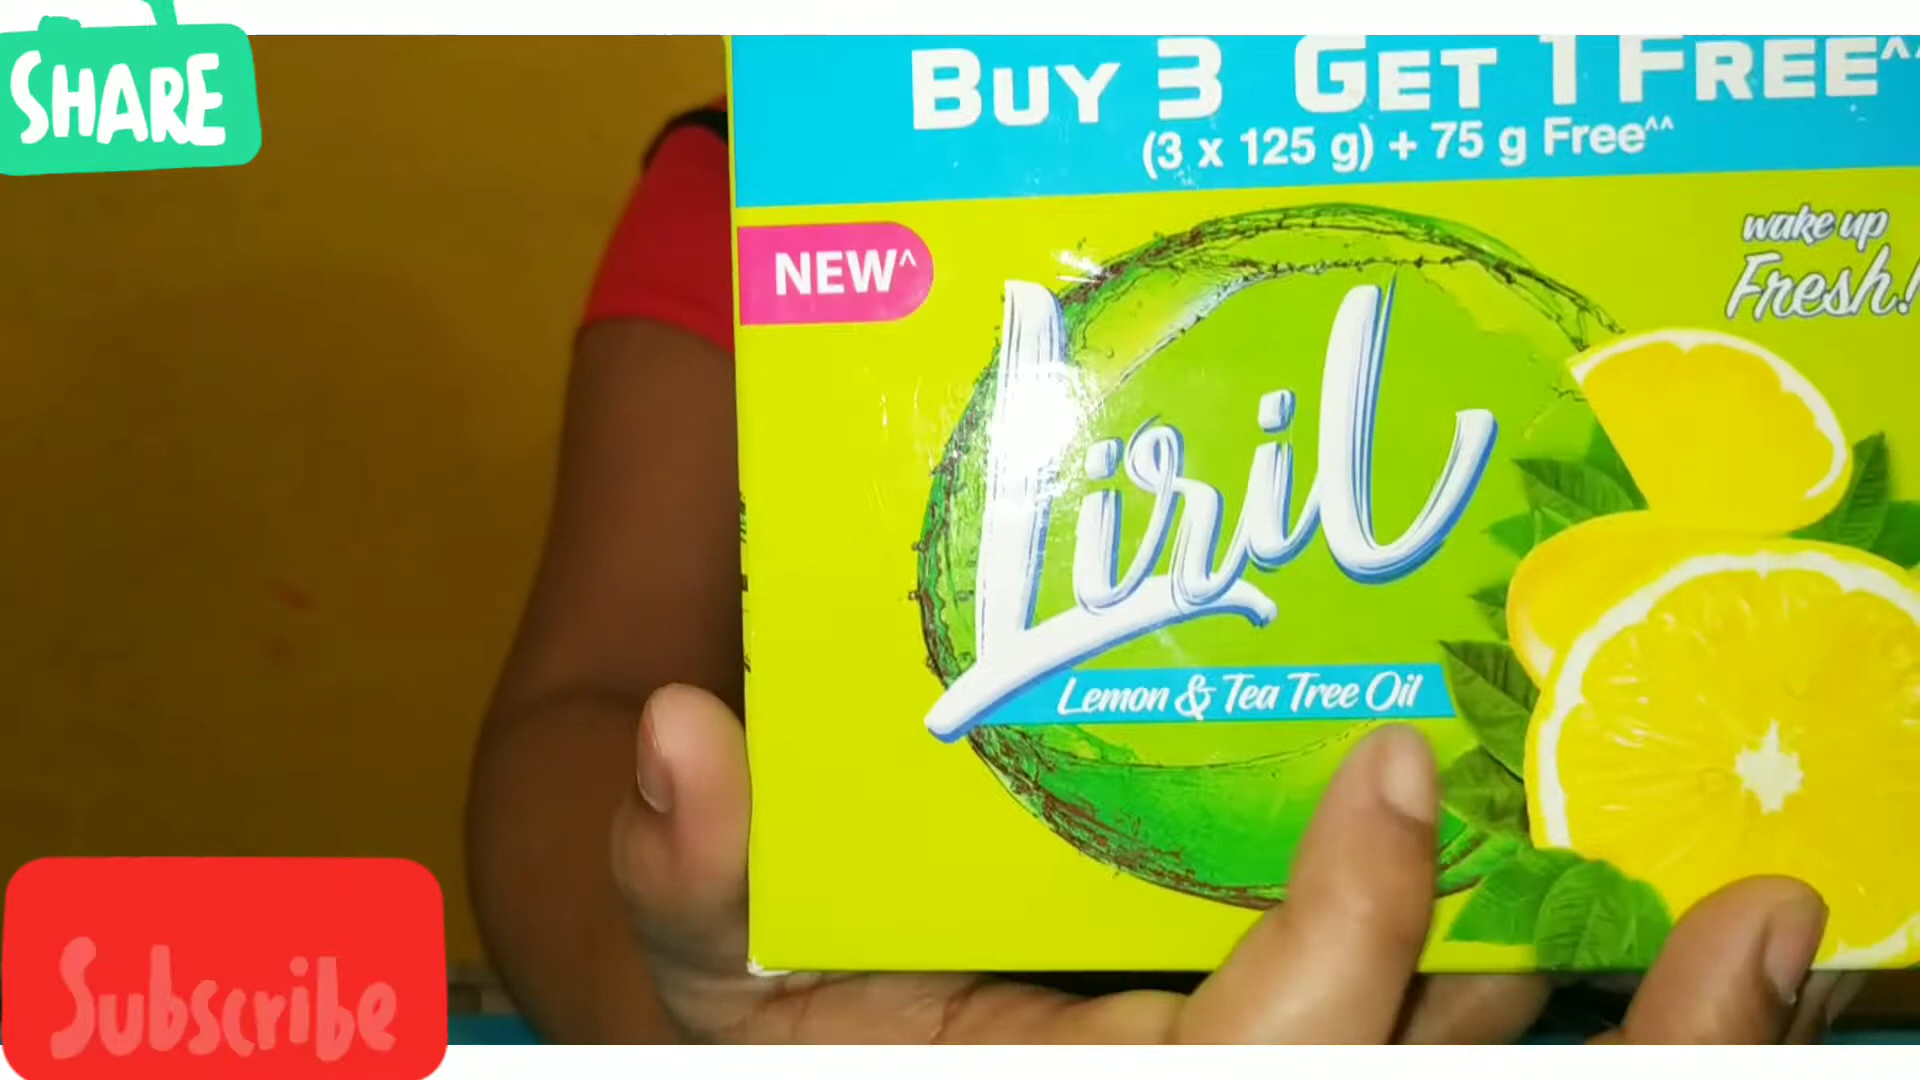 SHARE
BUY 3 GET 1 FREE^^
(3 x 125 g) + 75 g Free^^
NEW^
wake up
Fresh!
Liril
Lemon & Tea Tree Oil
Subscribe